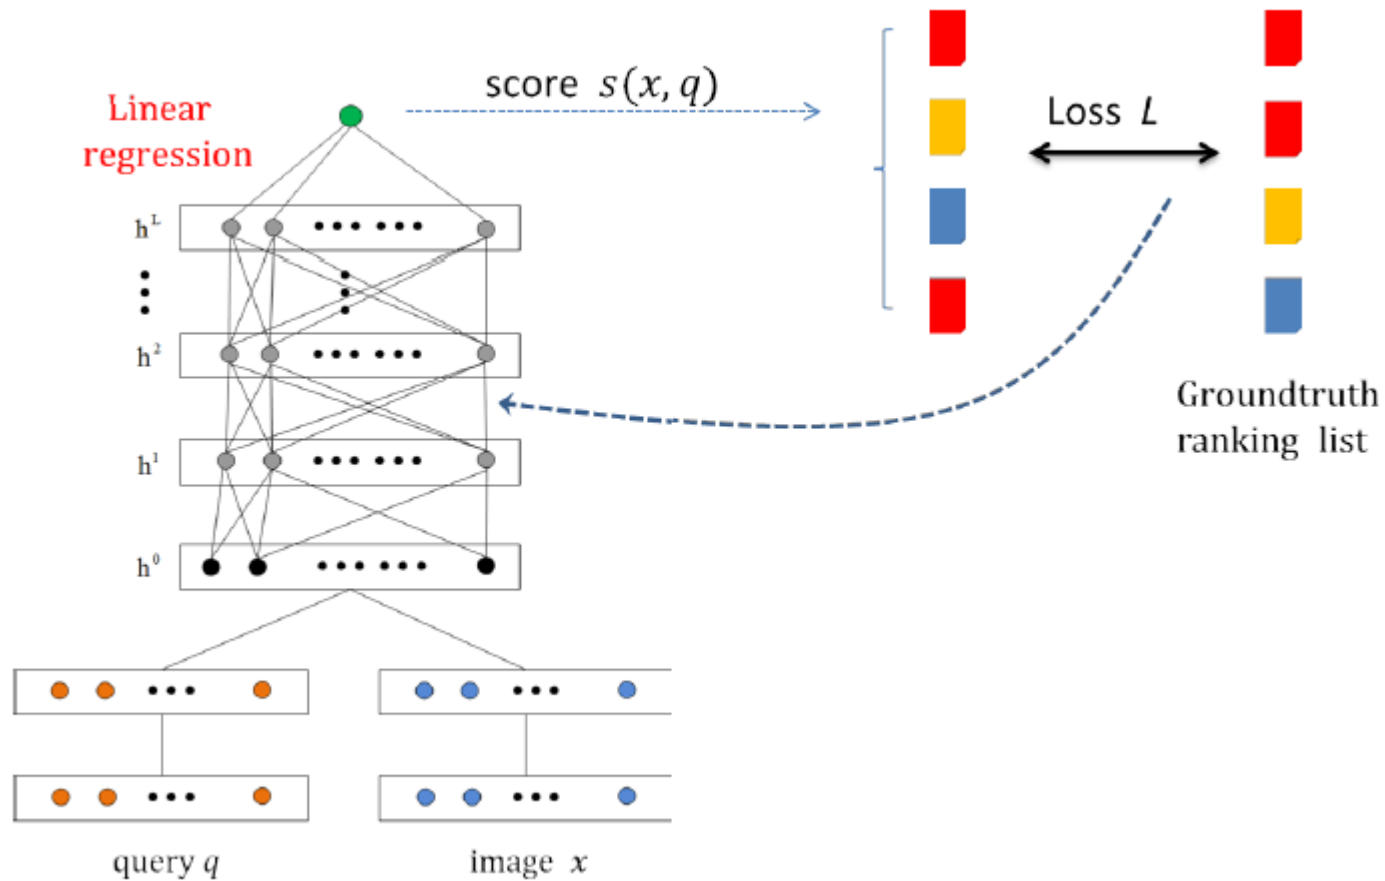 score s(x, q)
Linear
regression
Loss L
h^L
h^2
h^1
h^0
Groundtruth
ranking list
query q
image x